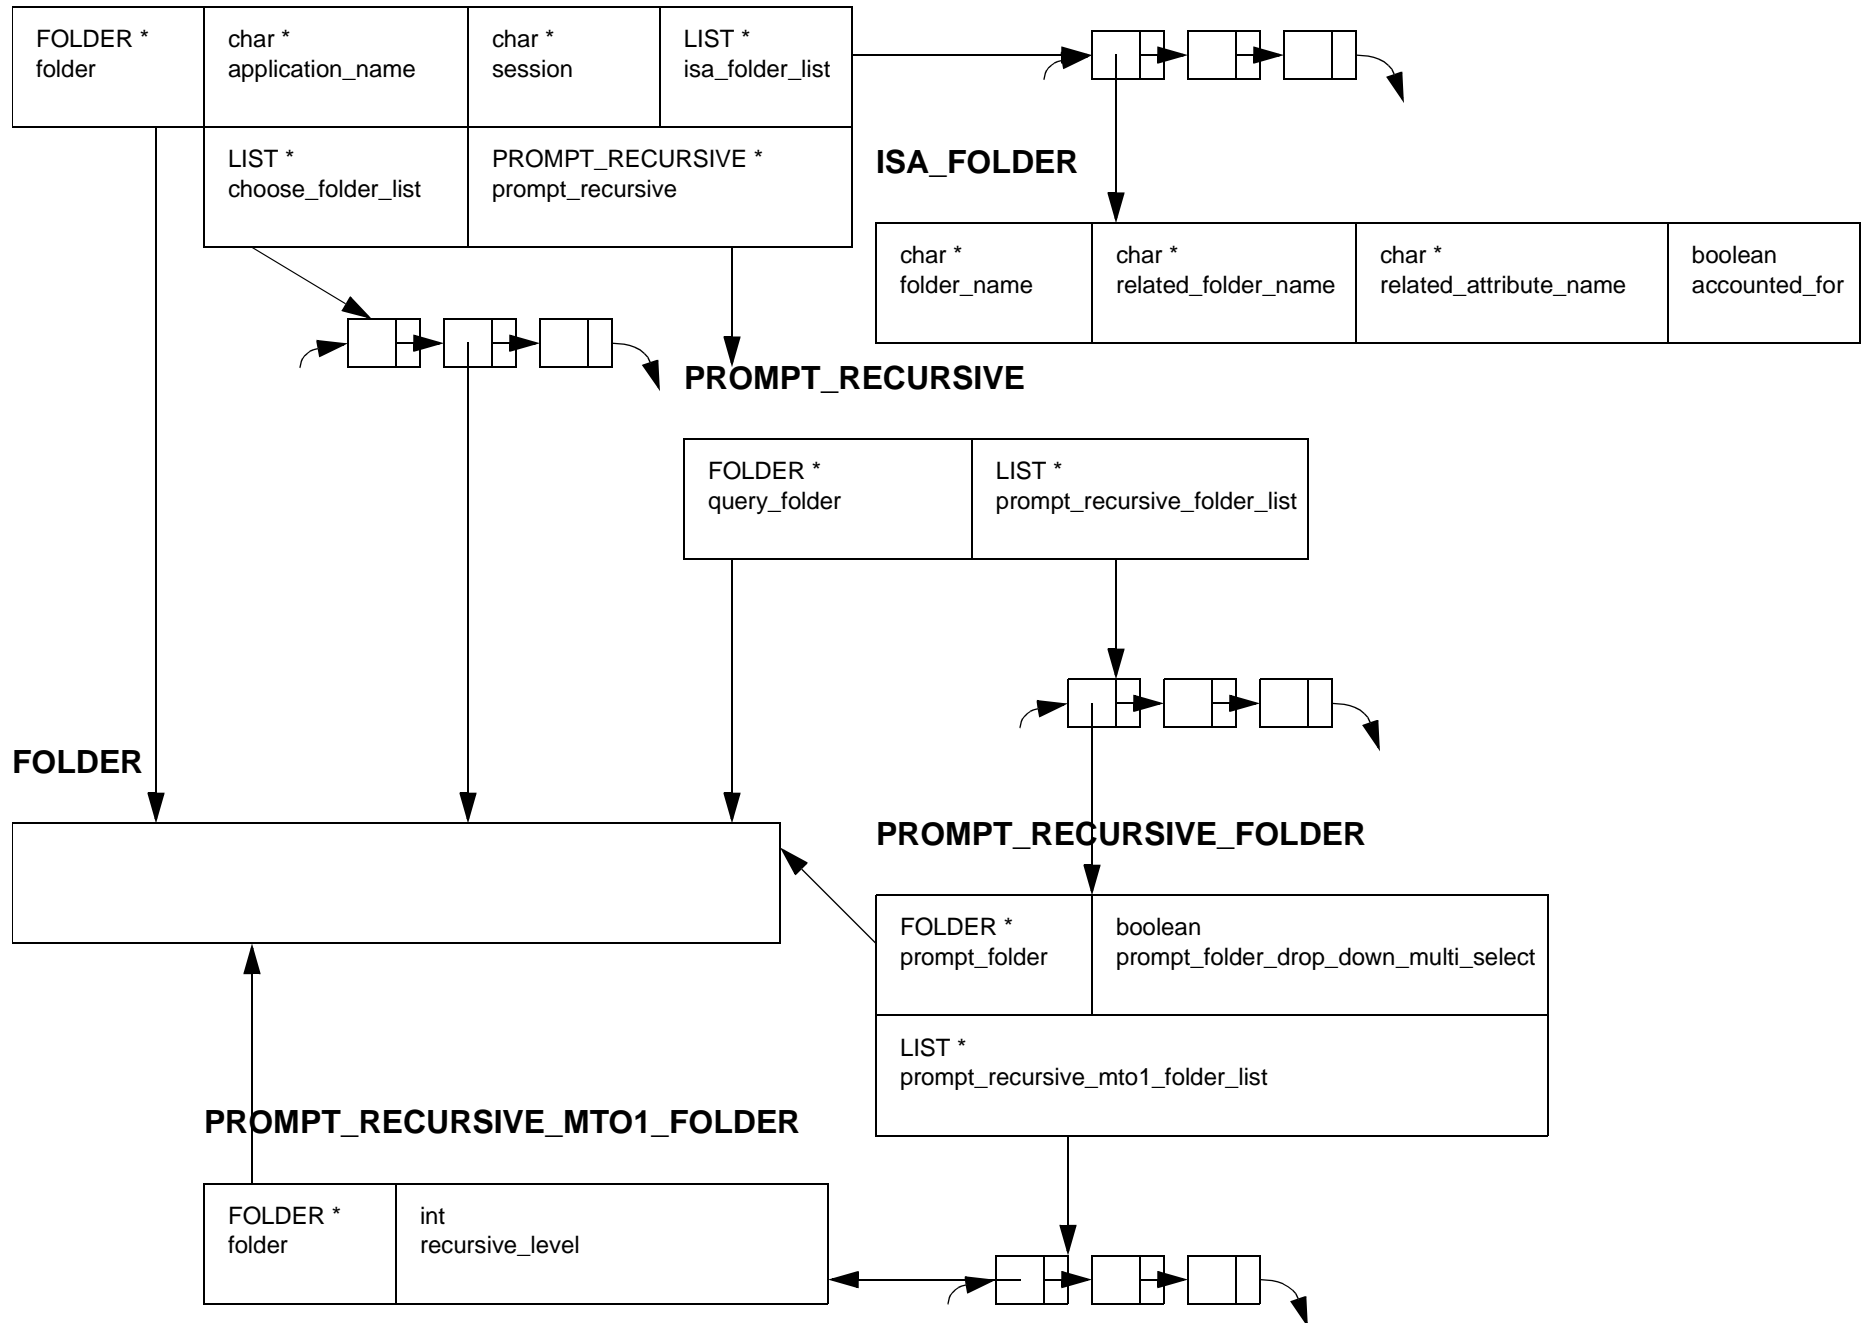 FOLDER *
folder
char *
application_name
char *
session
LIST *
isa_folder_list
LIST *
choose_folder_list
PROMPT_RECURSIVE *
prompt_recursive
ISA_FOLDER
char *
folder_name
char *
related_folder_name
char *
related_attribute_name
boolean
accounted_for
PROMPT_RECURSIVE
FOLDER *
query_folder
LIST *
prompt_recursive_folder_list
FOLDER
PROMPT_RECURSIVE_FOLDER
FOLDER *
prompt_folder
boolean
prompt_folder_drop_down_multi_select
LIST *
prompt_recursive_mto1_folder_list
PROMPT_RECURSIVE_MTO1_FOLDER
FOLDER *
folder
int
recursive_level